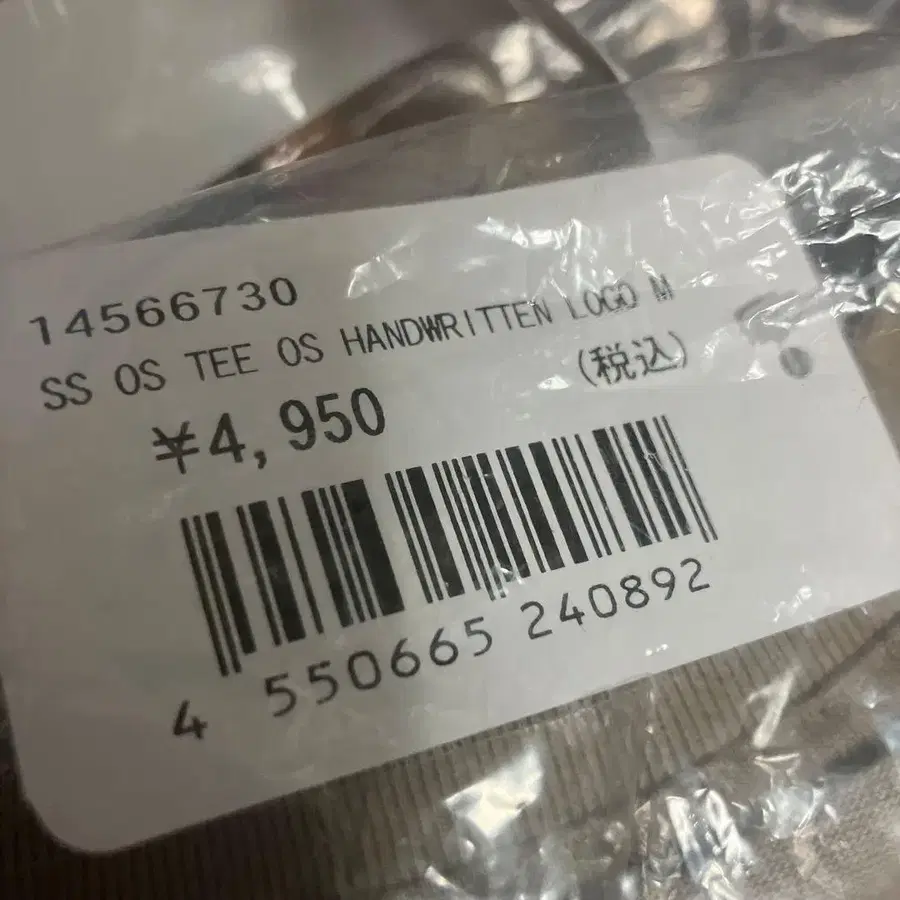 14566730
SS OS TEE OS HANDWRITTEN LOGO M
¥4,950 (税込)
4 550665 240892